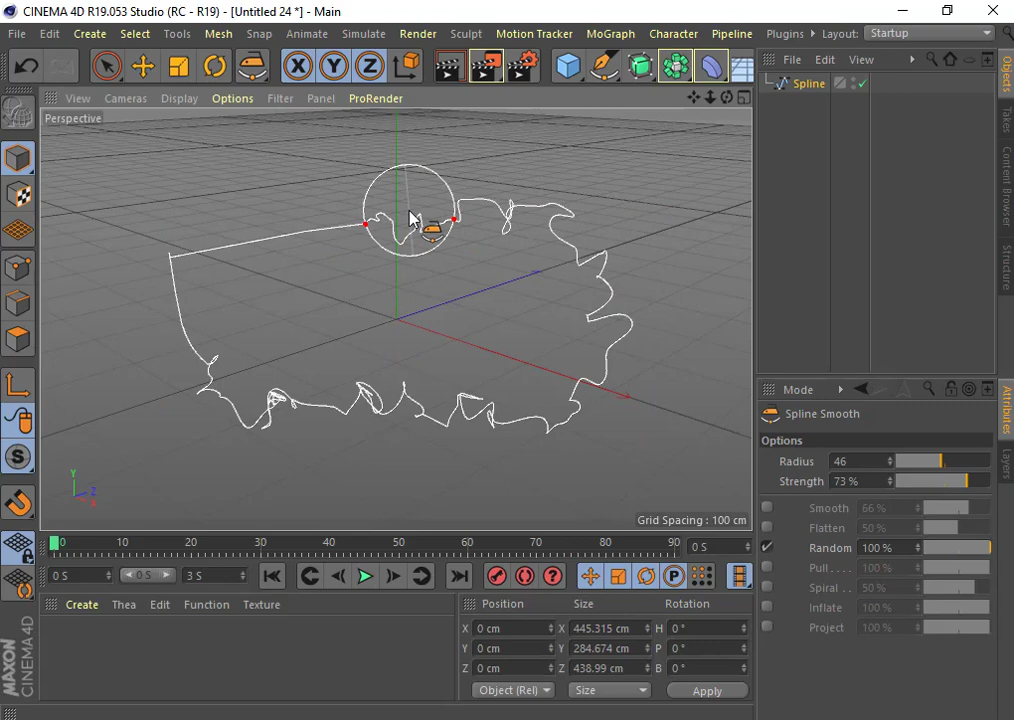 CINEMA 4D R19.053 Studio (RC - R19) - [Untitled 24 *] - Main
File Edit Create Select Tools Mesh Snap Animate Simulate Render Sculpt Motion Tracker MoGraph Character Pipeline Plugins Layout: Startup
X Y Z
File Edit View
View Cameras Display Options Filter Panel ProRender
Spline
Perspective
Objects
Takes
Content Browser
Structure
Grid Spacing : 100 cm
Mode
Spline Smooth
Options
Radius 46
Strength 73 %
Smooth 66 %
Flatten 50 %
Random 100 %
Pull . . . . 100 %
Spiral . . 50 %
Inflate 100 %
Project 100 %
Attributes
Layers
S
0 10 20 30 40 50 60 70 80 90 0 S
0 S 0 S 3 S
P
Create Thea Edit Function Texture
Position Size Rotation
X 0 cm X 445.315 cm H 0 °
Y 0 cm Y 284.674 cm P 0 °
Z 0 cm Z 438.99 cm B 0 °
Object (Rel) Size Apply
Y
Z
X
MAXON
CINEMA 4D